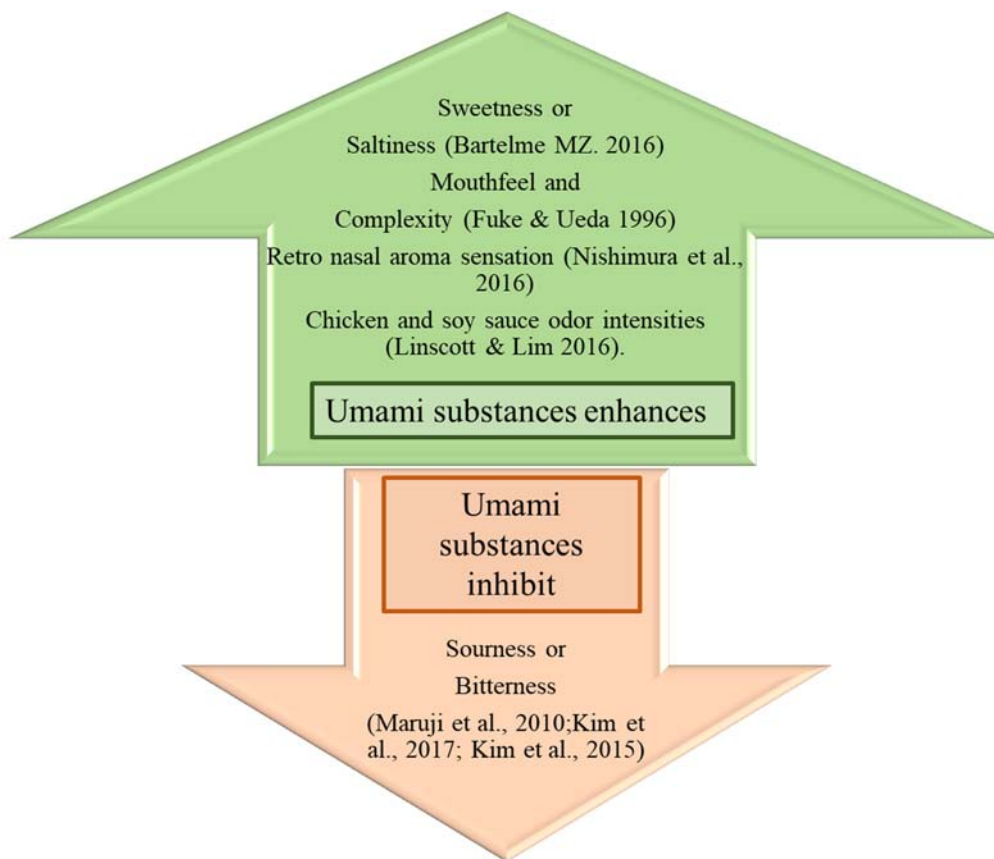 Sweetness or
Saltiness (Bartelme MZ. 2016)
Mouthfeel and
Complexity (Fuke & Ueda 1996)
Retro nasal aroma sensation (Nishimura et al.,
2016)
Chicken and soy sauce odor intensities
(Linscott & Lim 2016).
Umami substances enhances
Umami
substances
inhibit
Sourness or
Bitterness
(Maruji et al., 2010;Kim et
al., 2017; Kim et al., 2015)